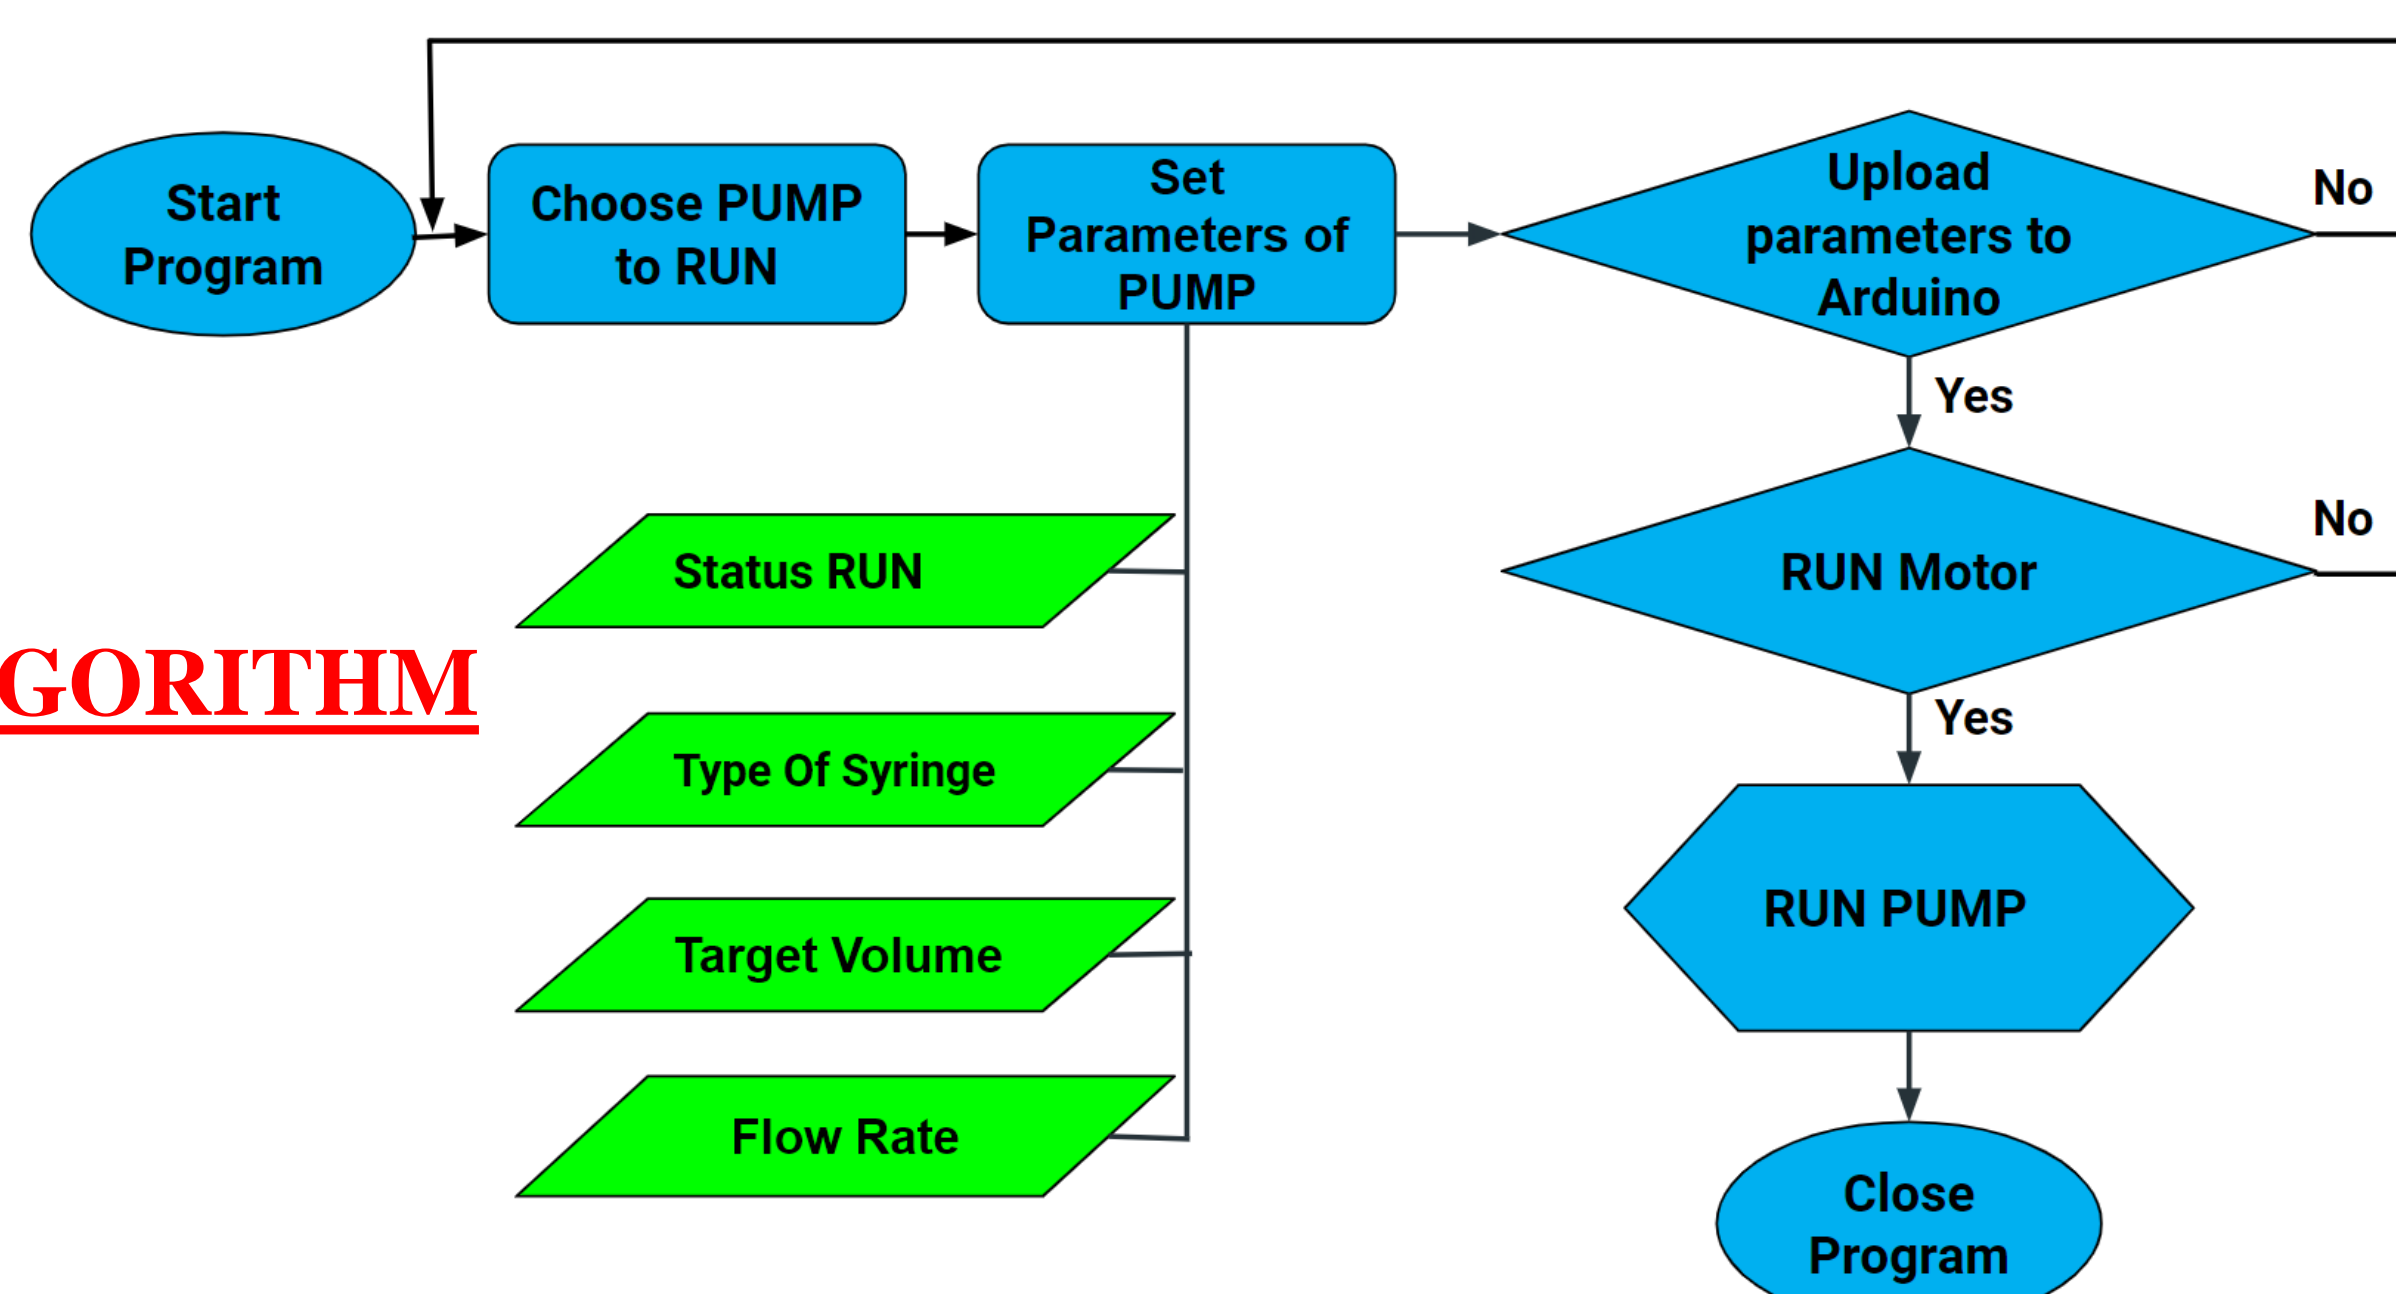 Start
Program
Choose PUMP
to RUN
Set
Parameters of
PUMP
Upload
parameters to
Arduino
No
Yes
Status RUN
RUN Motor
No
GORITHM
Yes
Type Of Syringe
RUN PUMP
Target Volume
Flow Rate
Close
Program